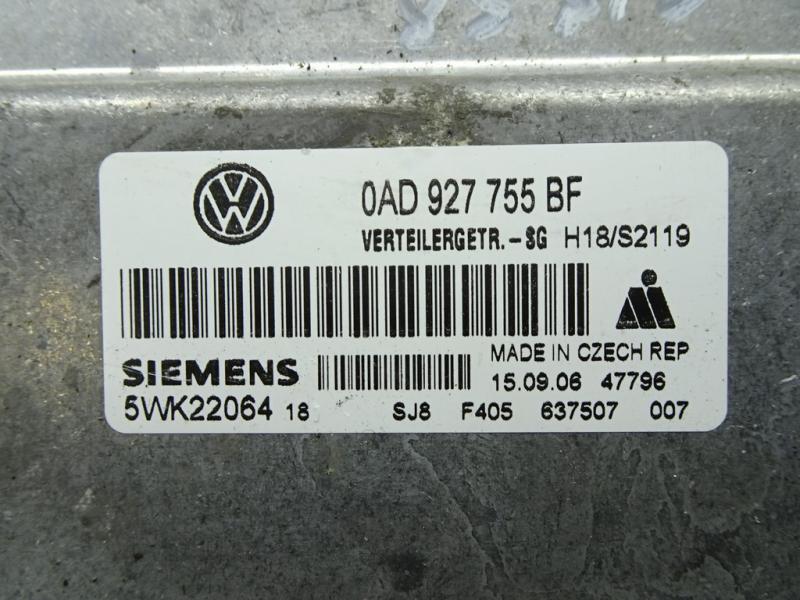 0AD 927 755 BF
VERTEILERGETR.-SG H18/S2119
MADE IN CZECH REP
SIEMENS 15.09.06 47796
5WK22064 18 SJ8 F405 637507 007